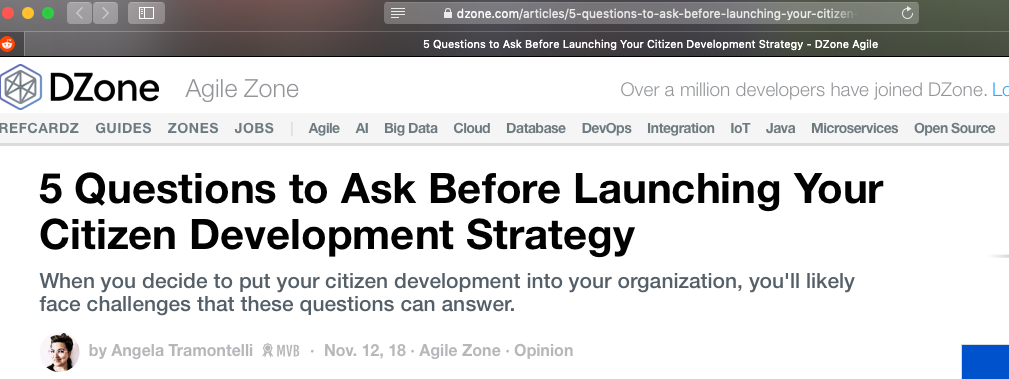 dzone.com/articles/5-questions-to-ask-before-launching-your-citizen-
5 Questions to Ask Before Launching Your Citizen Development Strategy - DZone Agile
DZone Agile Zone Over a million developers have joined DZone. Lo
REFCARDZ GUIDES ZONES JOBS | Agile AI Big Data Cloud Database DevOps Integration IoT Java Microservices Open Source
5 Questions to Ask Before Launching Your
Citizen Development Strategy
When you decide to put your citizen development into your organization, you'll likely
face challenges that these questions can answer.
by Angela Tramontelli MVB · Nov. 12, 18 · Agile Zone · Opinion